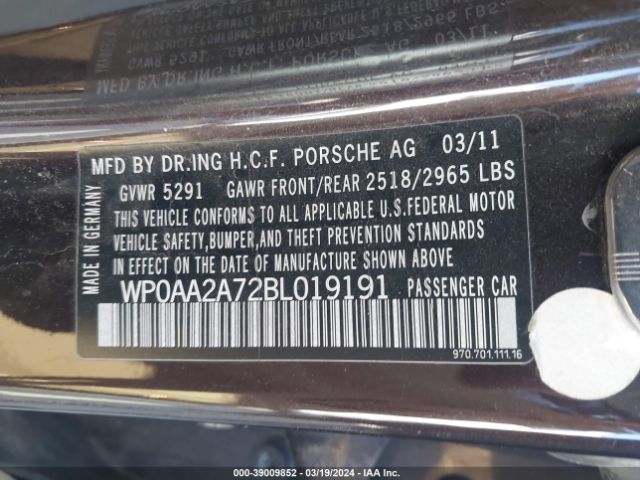 MFD BY DR.ING H.C.F. PORSCHE AG 03/11
GVWR 5291 GAWR FRONT/REAR 2518/2965 LBS
THIS VEHICLE CONFORMS TO ALL APPLICABLE U.S.FEDERAL MOTOR
VEHICLE SAFETY,BUMPER,AND THEFT PREVENTION STANDARDS
IN EFFECT ON THE DATE OF MANUFACTURE SHOWN ABOVE
WP0AA2A72BL019191 PASSENGER CAR
MADE IN GERMANY
970.701.111.16
000-39009852 - 03/19/2024 - IAA Inc.